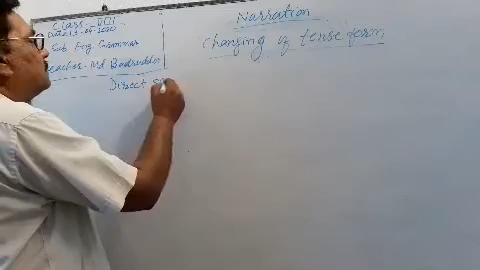 Class - VIII
Sub Eng Grammar
Teacher - Md Badruddin
Narration
Changing of tense form
Direct